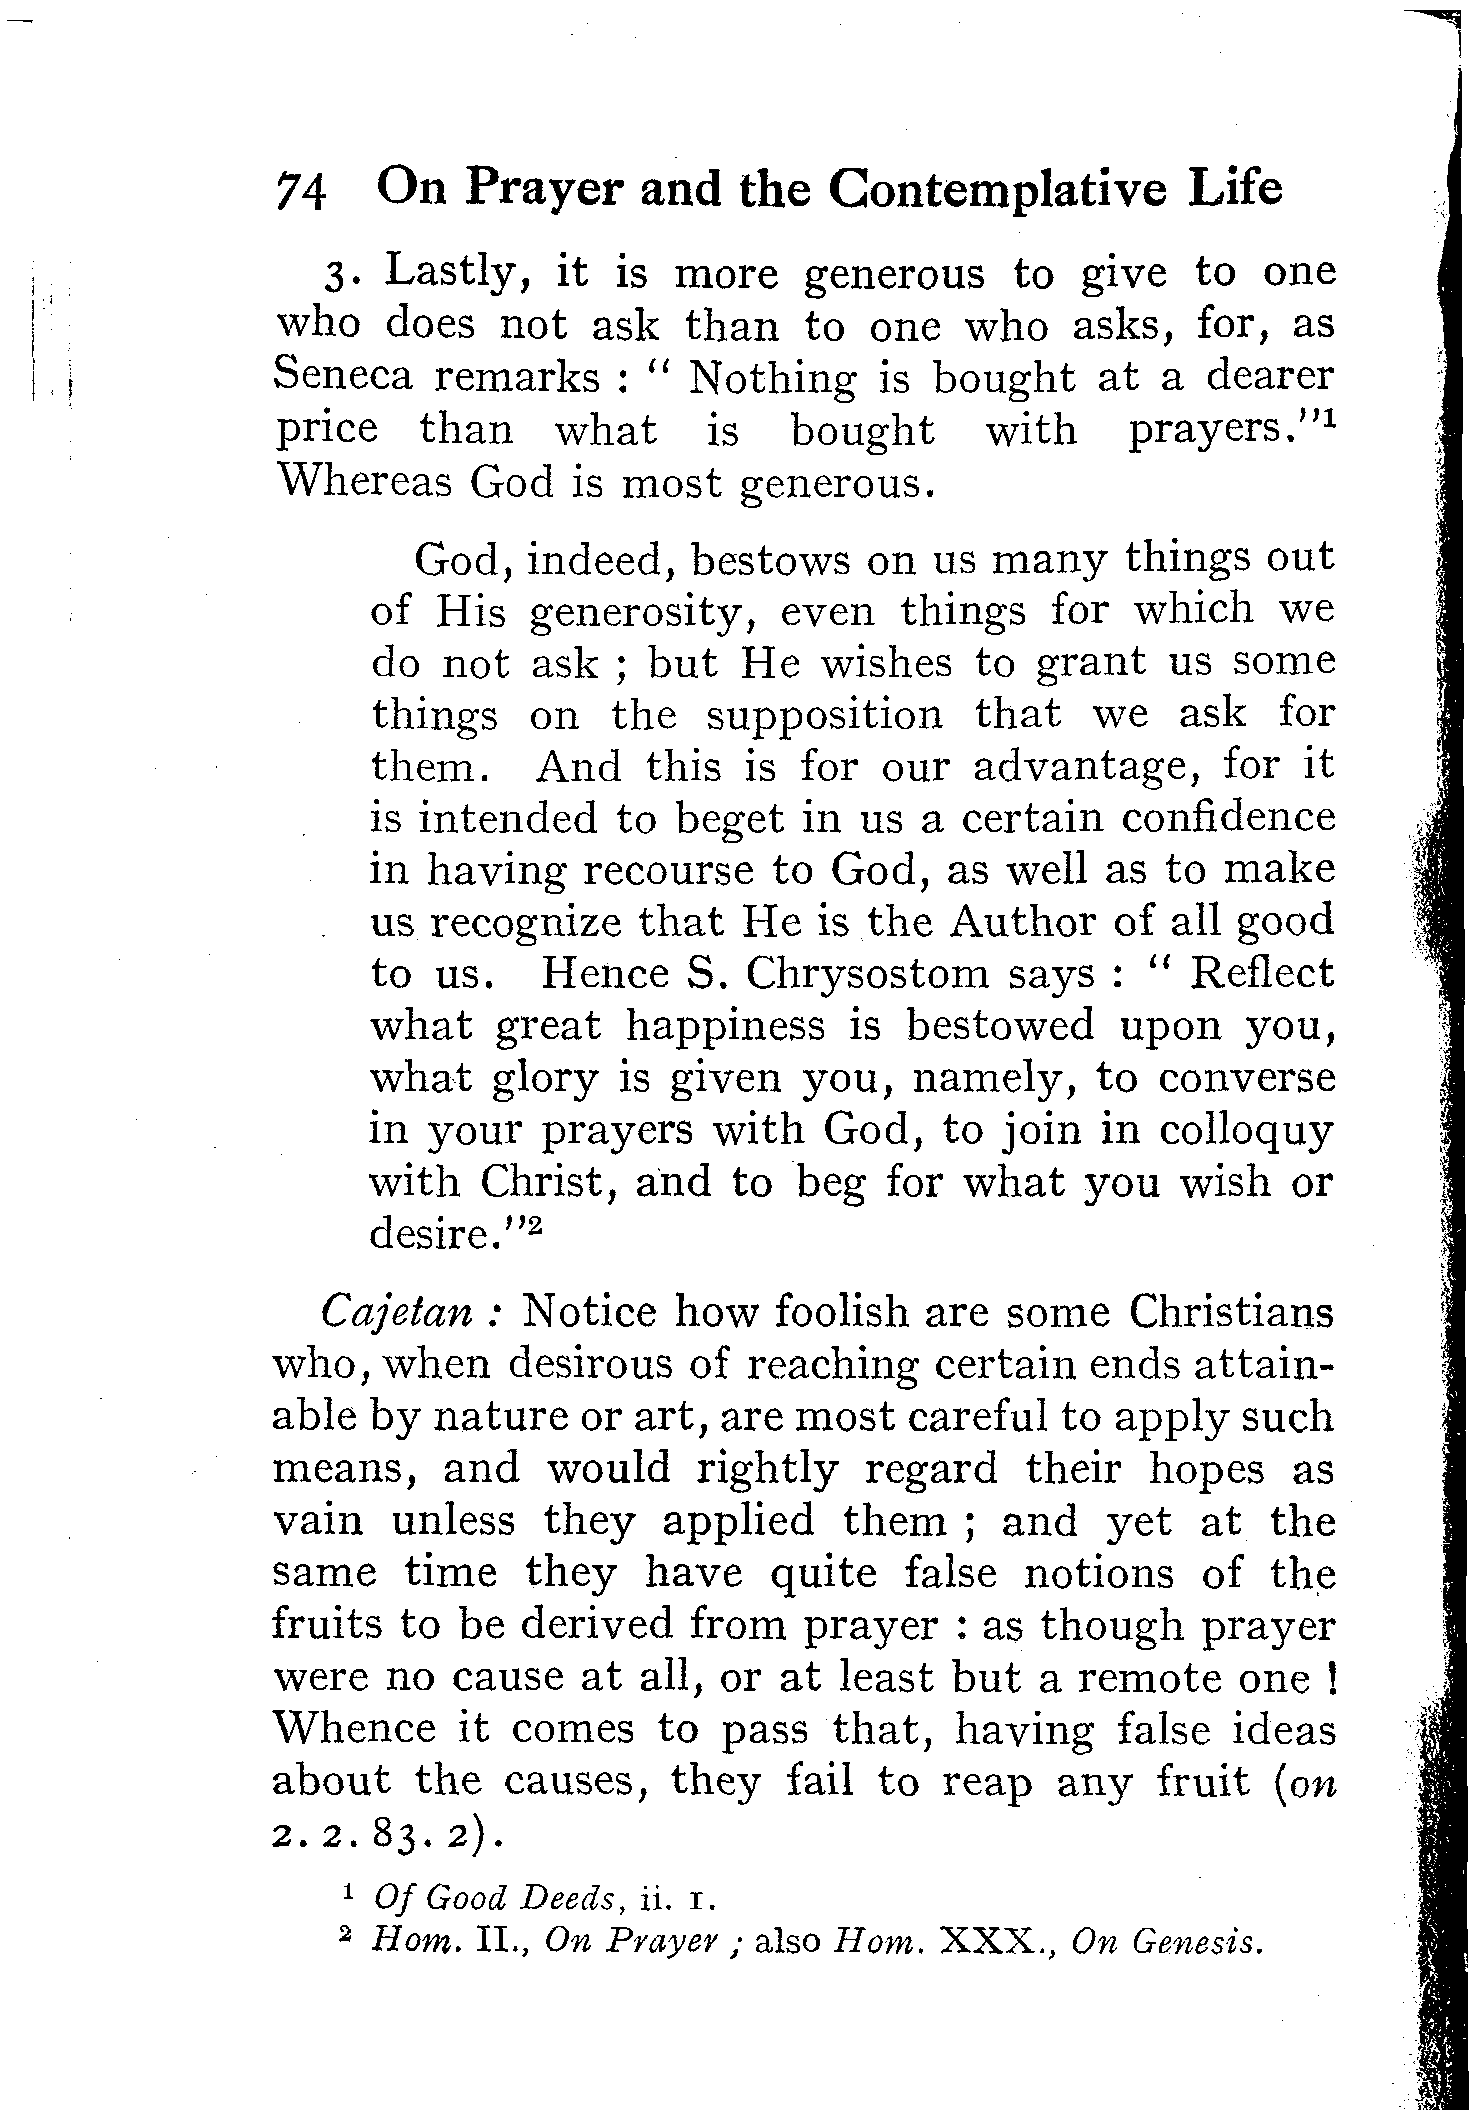 74 On Prayer and the Contemplative Life
3. Lastly, it is more generous to give to one
who does not ask than to one who asks, for, as
Seneca remarks : “ Nothing is bought at a dearer
price than what is bought with prayers.”¹
Whereas God is most generous.
God, indeed, bestows on us many things out
of His generosity, even things for which we
do not ask ; but He wishes to grant us some
things on the supposition that we ask for
them. And this is for our advantage, for it
is intended to beget in us a certain confidence
in having recourse to God, as well as to make
us recognize that He is the Author of all good
to us. Hence S. Chrysostom says : “ Reflect
what great happiness is bestowed upon you,
what glory is given you, namely, to converse
in your prayers with God, to join in colloquy
with Christ, and to beg for what you wish or
desire.”²
Cajetan : Notice how foolish are some Christians
who, when desirous of reaching certain ends attain-
able by nature or art, are most careful to apply such
means, and would rightly regard their hopes as
vain unless they applied them ; and yet at the
same time they have quite false notions of the
fruits to be derived from prayer : as though prayer
were no cause at all, or at least but a remote one !
Whence it comes to pass that, having false ideas
about the causes, they fail to reap any fruit (on
2. 2. 83. 2).
¹ Of Good Deeds, ii. 1.
² Hom. II., On Prayer ; also Hom. XXX., On Genesis.